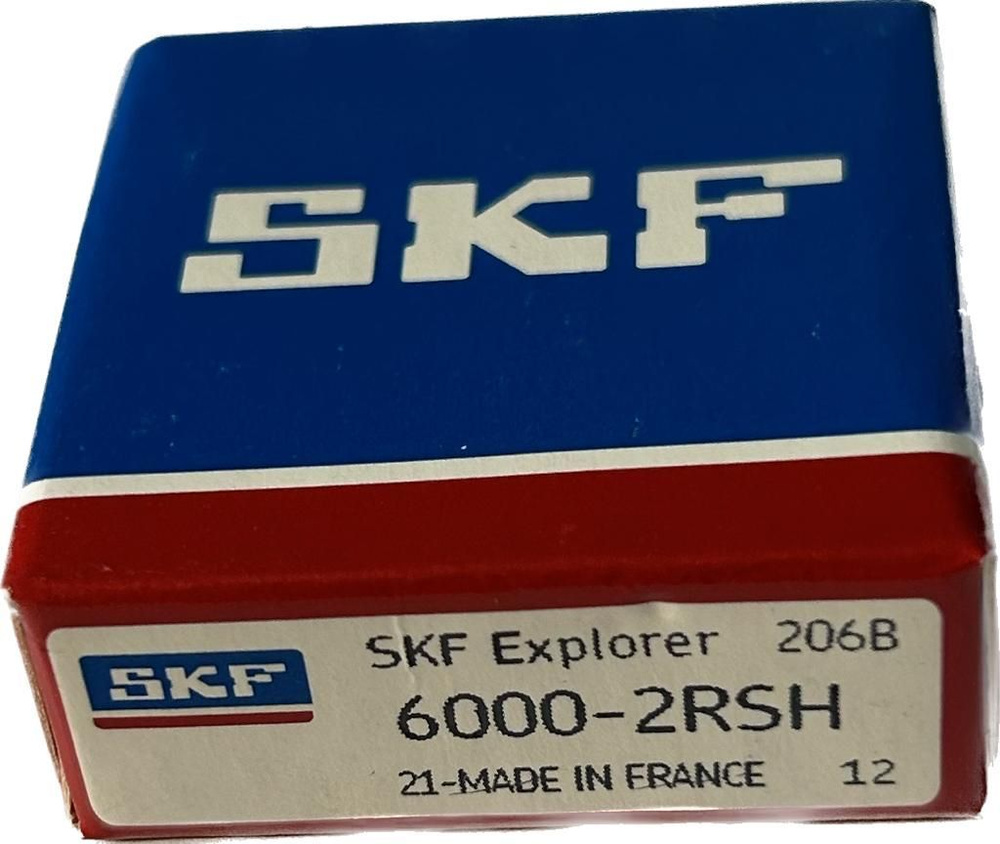 SKF
SKF
SKF Explorer 206B
6000-2RSH
21-MADE IN FRANCE 12